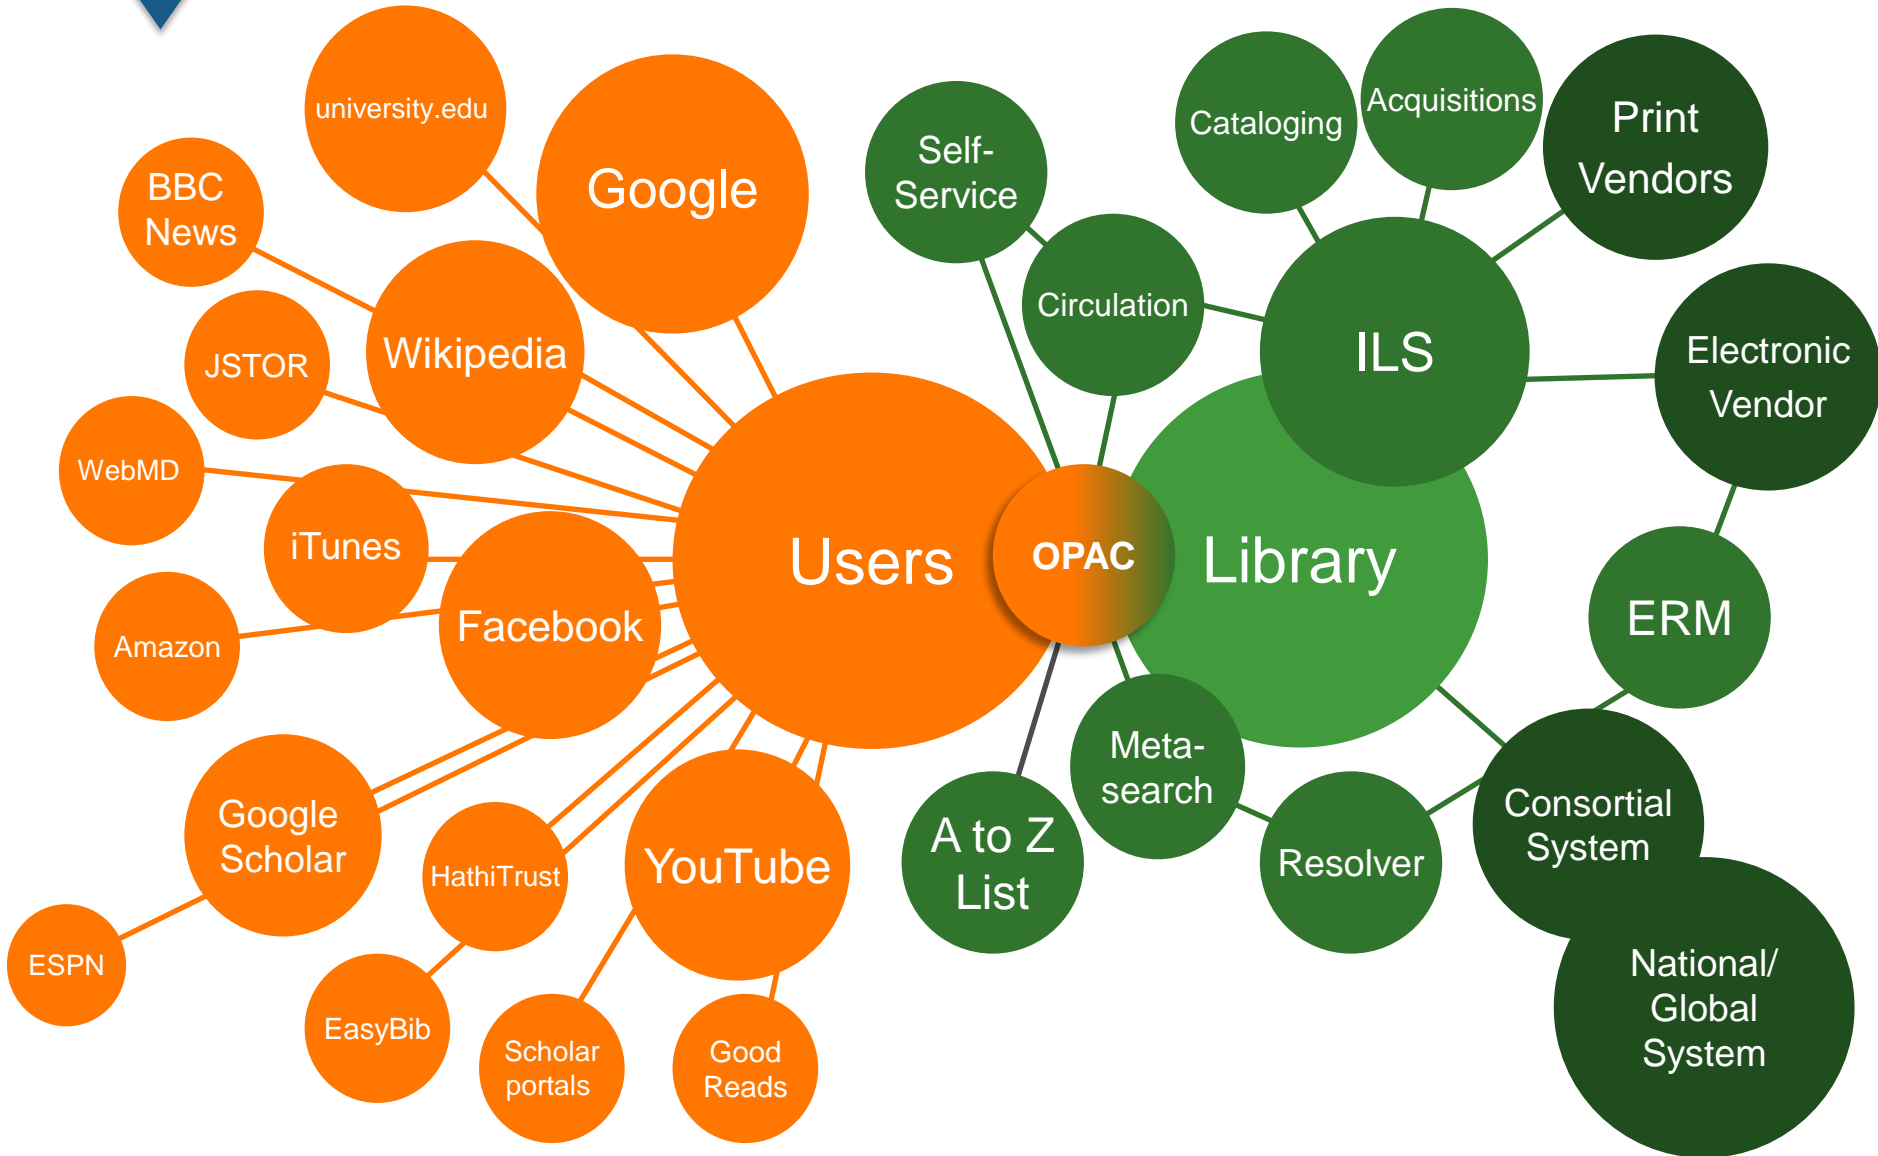 university.edu
Google
BBC
News
Wikipedia
JSTOR
WebMD
iTunes
Facebook
Amazon
Google
Scholar
HathiTrust
YouTube
ESPN
EasyBib
Scholar
portals
Good
Reads
Users
OPAC
Library
Self-
Service
Circulation
Cataloging
Acquisitions
Print
Vendors
ILS
Electronic
Vendor
ERM
Meta-
search
A to Z
List
Resolver
Consortial
System
National/
Global
System